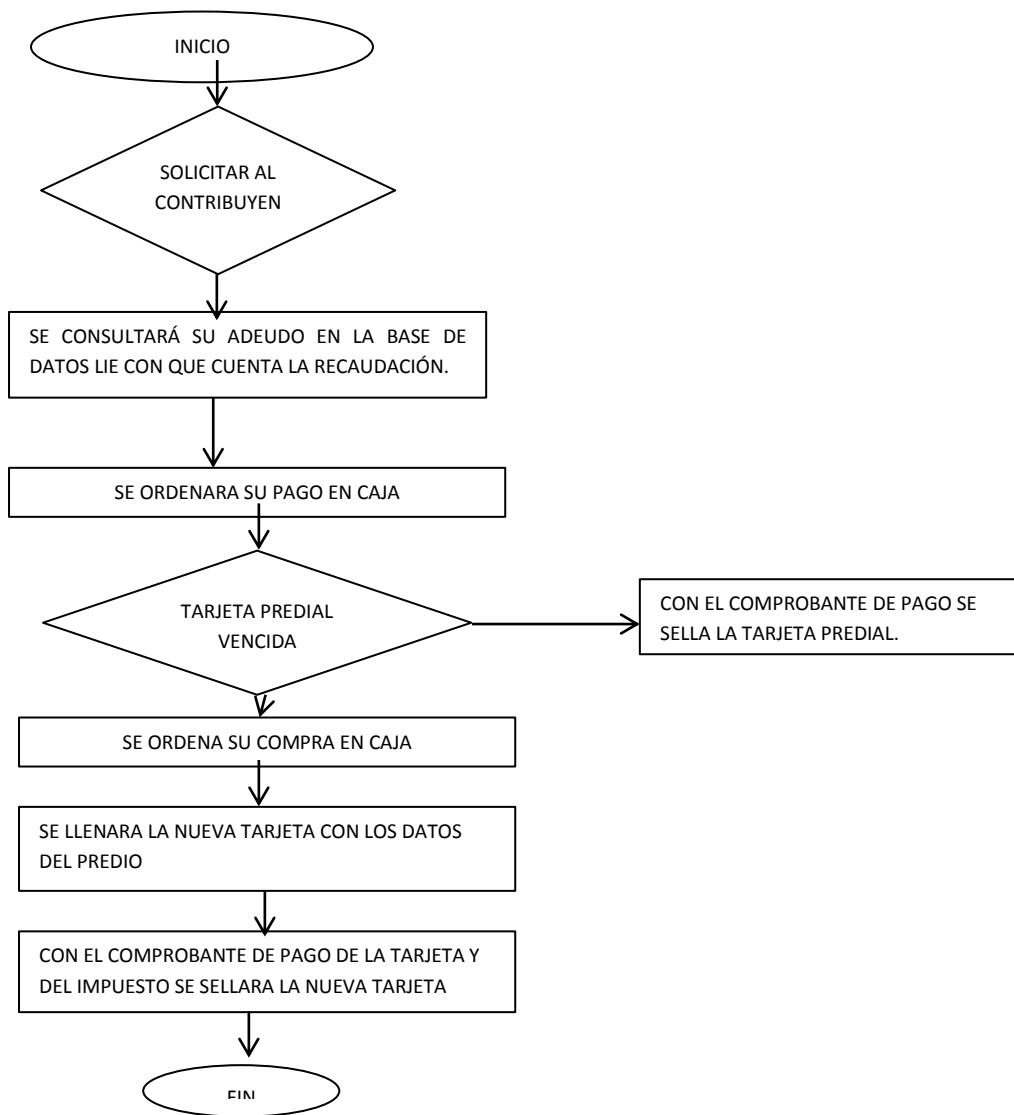 INICIO
SOLICITAR AL
CONTRIBUYEN
SE CONSULTARÁ SU ADEUDO EN LA BASE DE
DATOS LIE CON QUE CUENTA LA RECAUDACIÓN.
SE ORDENARA SU PAGO EN CAJA
TARJETA PREDIAL
VENCIDA
CON EL COMPROBANTE DE PAGO SE
SELLA LA TARJETA PREDIAL.
SE ORDENA SU COMPRA EN CAJA
SE LLENARA LA NUEVA TARJETA CON LOS DATOS
DEL PREDIO
CON EL COMPROBANTE DE PAGO DE LA TARJETA Y
DEL IMPUESTO SE SELLARA LA NUEVA TARJETA
FIN